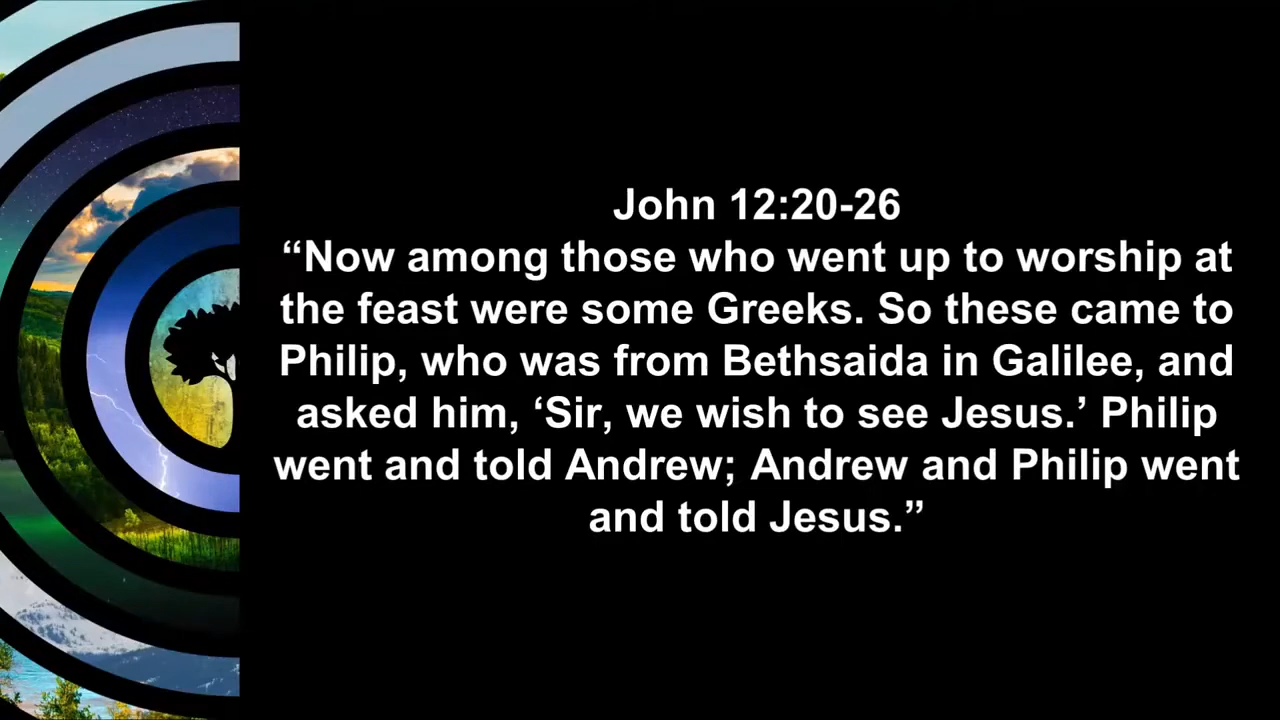 John 12:20-26
“Now among those who went up to worship at
the feast were some Greeks. So these came to
Philip, who was from Bethsaida in Galilee, and
asked him, ‘Sir, we wish to see Jesus.’ Philip
went and told Andrew; Andrew and Philip went
and told Jesus.”